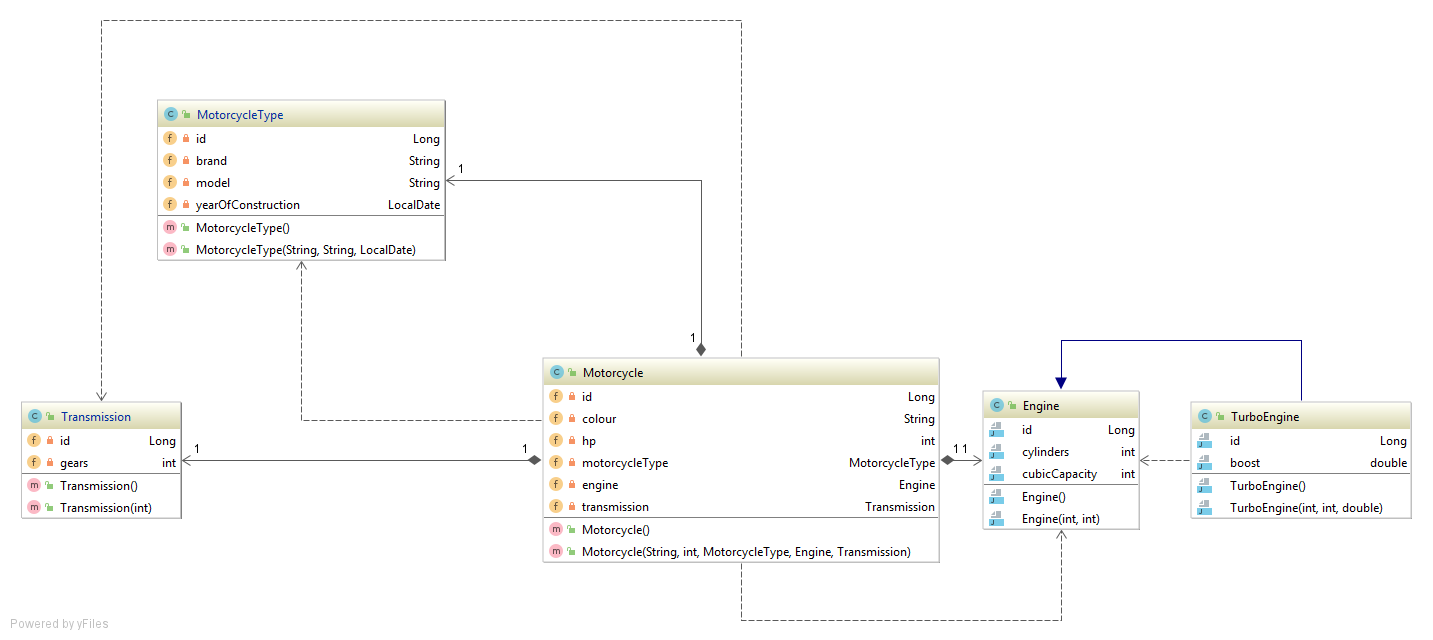 MotorcycleType
id Long
brand String
model String
yearOfConstruction LocalDate
MotorcycleType()
MotorcycleType(String, String, LocalDate)
1
1
Transmission
id Long
gears int
Transmission()
Transmission(int)
1
1
Motorcycle
id Long
colour String
hp int
motorcycleType MotorcycleType
engine Engine
transmission Transmission
Motorcycle()
Motorcycle(String, int, MotorcycleType, Engine, Transmission)
1 1
Engine
id Long
cylinders int
cubicCapacity int
Engine()
Engine(int, int)
TurboEngine
id Long
boost double
TurboEngine()
TurboEngine(int, int, double)
Powered by yFiles